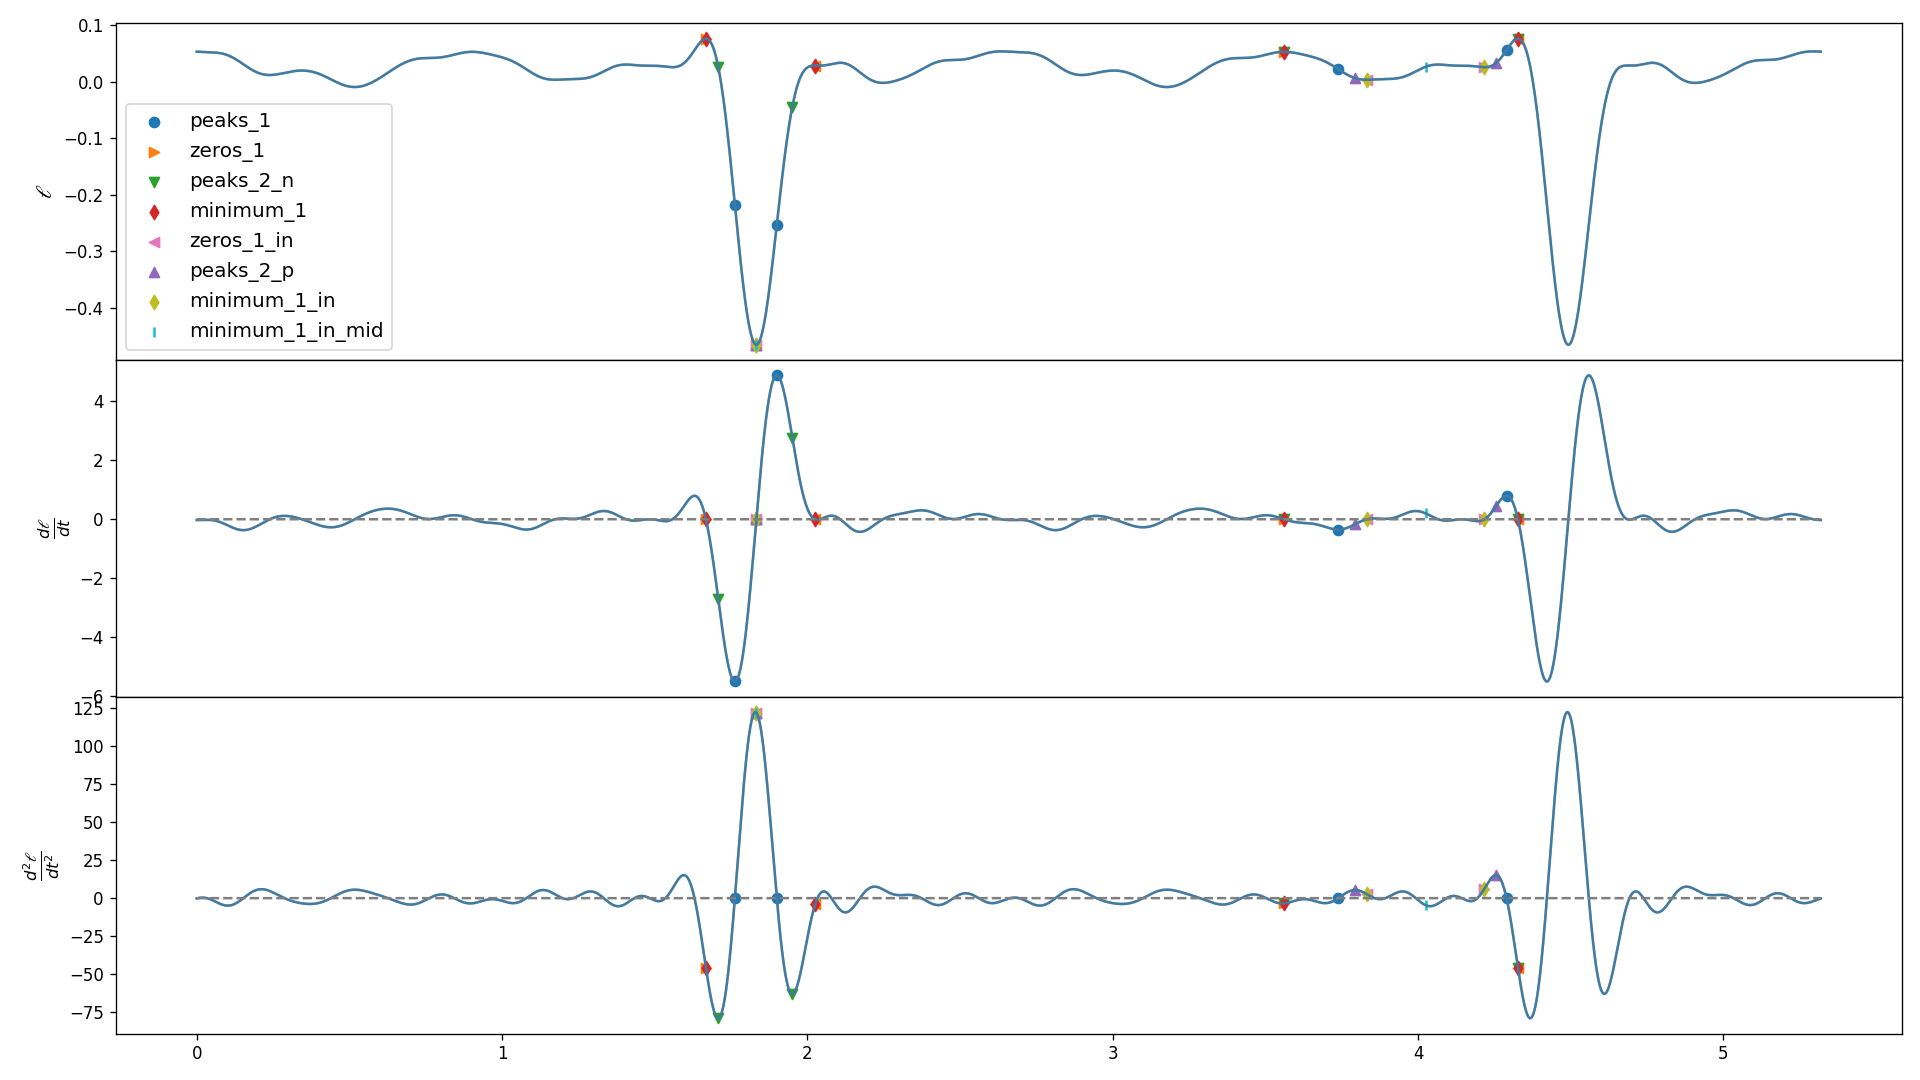 0.1
0.0
−0.1
−0.2
−0.3
−0.4
ℓ
peaks_1
zeros_1
peaks_2_n
minimum_1
zeros_1_in
peaks_2_p
minimum_1_in
minimum_1_in_mid
4
2
0
−2
−4
−6
dℓ
dt
125
100
75
50
25
0
−25
−50
−75
d²ℓ
dt²
0 1 2 3 4 5